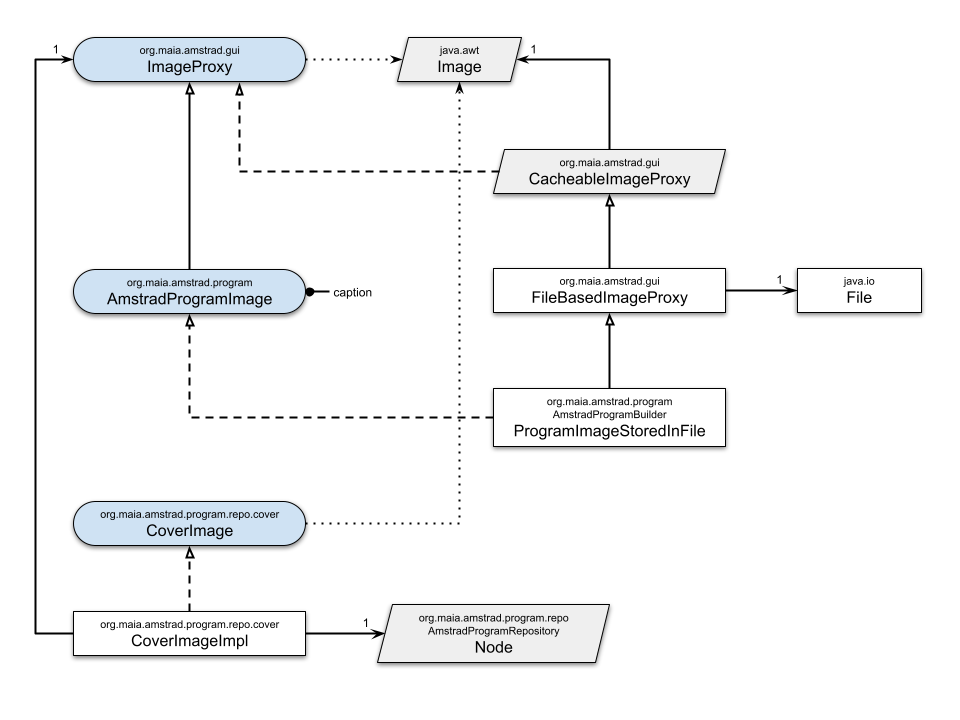 1
org.maia.amstrad.gui
ImageProxy
java.awt
Image
1
org.maia.amstrad.gui
CacheableImageProxy
org.maia.amstrad.program
AmstradProgramImage
caption
org.maia.amstrad.gui
FileBasedImageProxy
1
java.io
File
org.maia.amstrad.program
AmstradProgramBuilder
ProgramImageStoredInFile
org.maia.amstrad.program.repo.cover
CoverImage
org.maia.amstrad.program.repo.cover
CoverImageImpl
1
org.maia.amstrad.program.repo
AmstradProgramRepository
Node